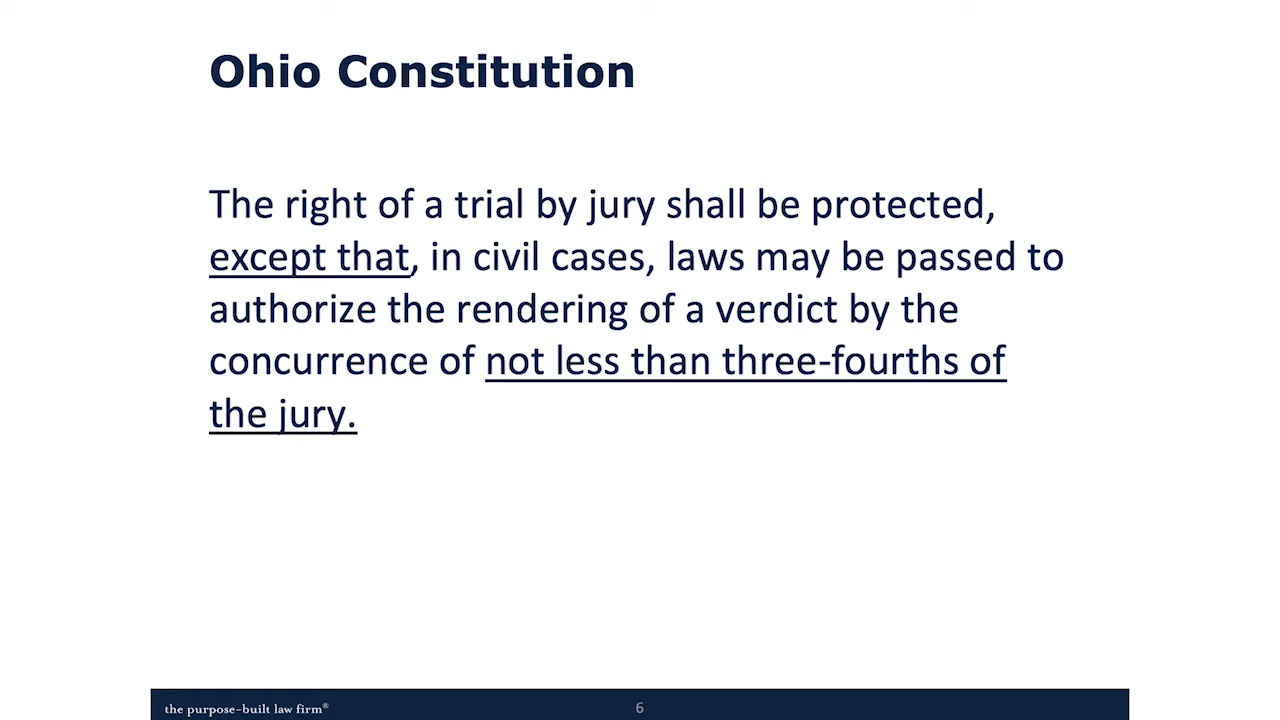 Ohio Constitution
The right of a trial by jury shall be protected,
except that, in civil cases, laws may be passed to
authorize the rendering of a verdict by the
concurrence of not less than three-fourths of
the jury.
the purpose-built law firm®
6